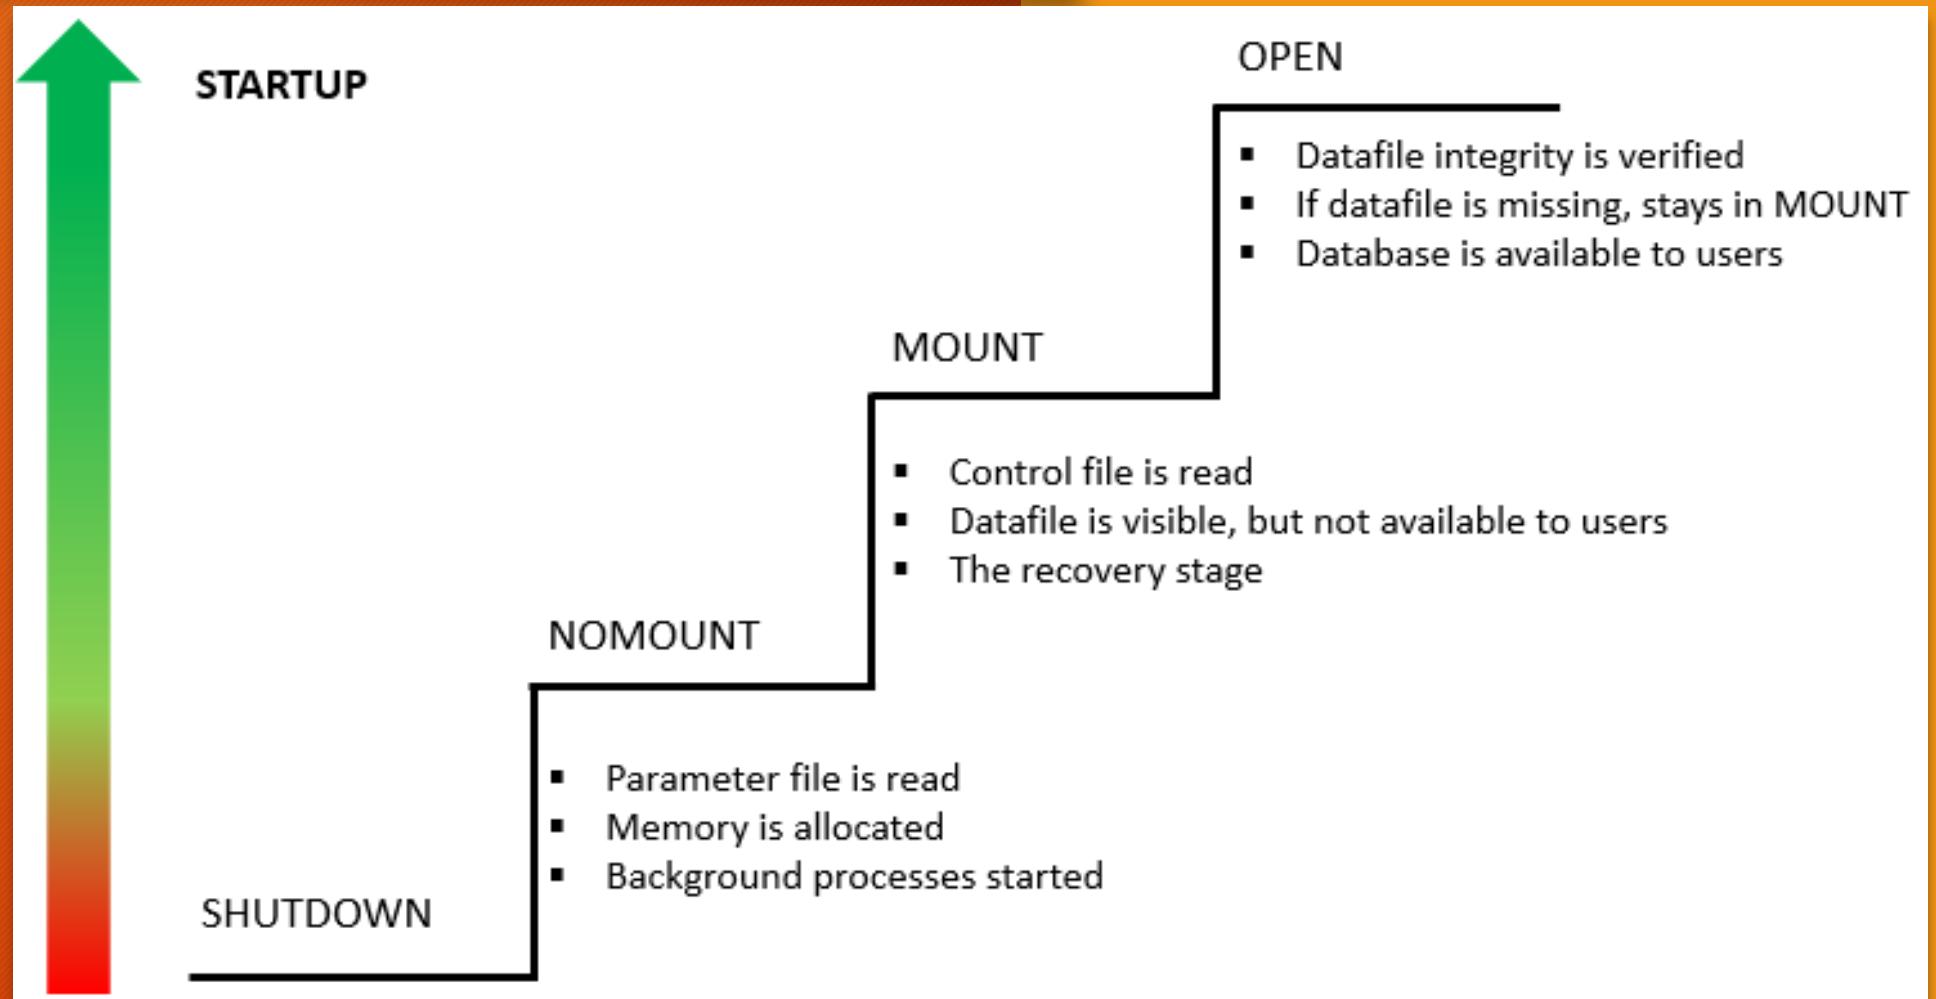 STARTUP
OPEN
▪ Datafile integrity is verified
▪ If datafile is missing, stays in MOUNT
▪ Database is available to users
MOUNT
▪ Control file is read
▪ Datafile is visible, but not available to users
▪ The recovery stage
NOMOUNT
▪ Parameter file is read
▪ Memory is allocated
▪ Background processes started
SHUTDOWN